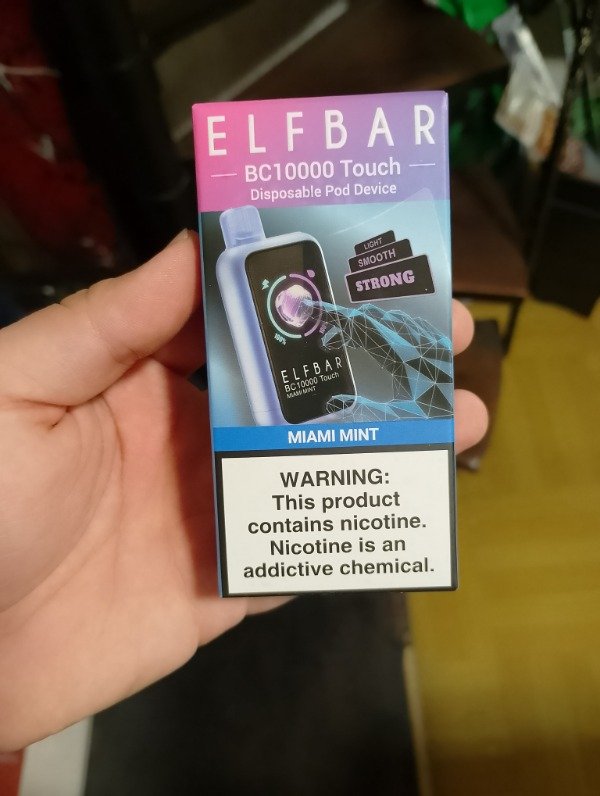 ELFBAR
BC10000 Touch
Disposable Pod Device
LIGHT
SMOOTH
STRONG
100%
ELFBAR
BC10000 Touch
MIAMI MINT
MIAMI MINT
WARNING:
This product
contains nicotine.
Nicotine is an
addictive chemical.